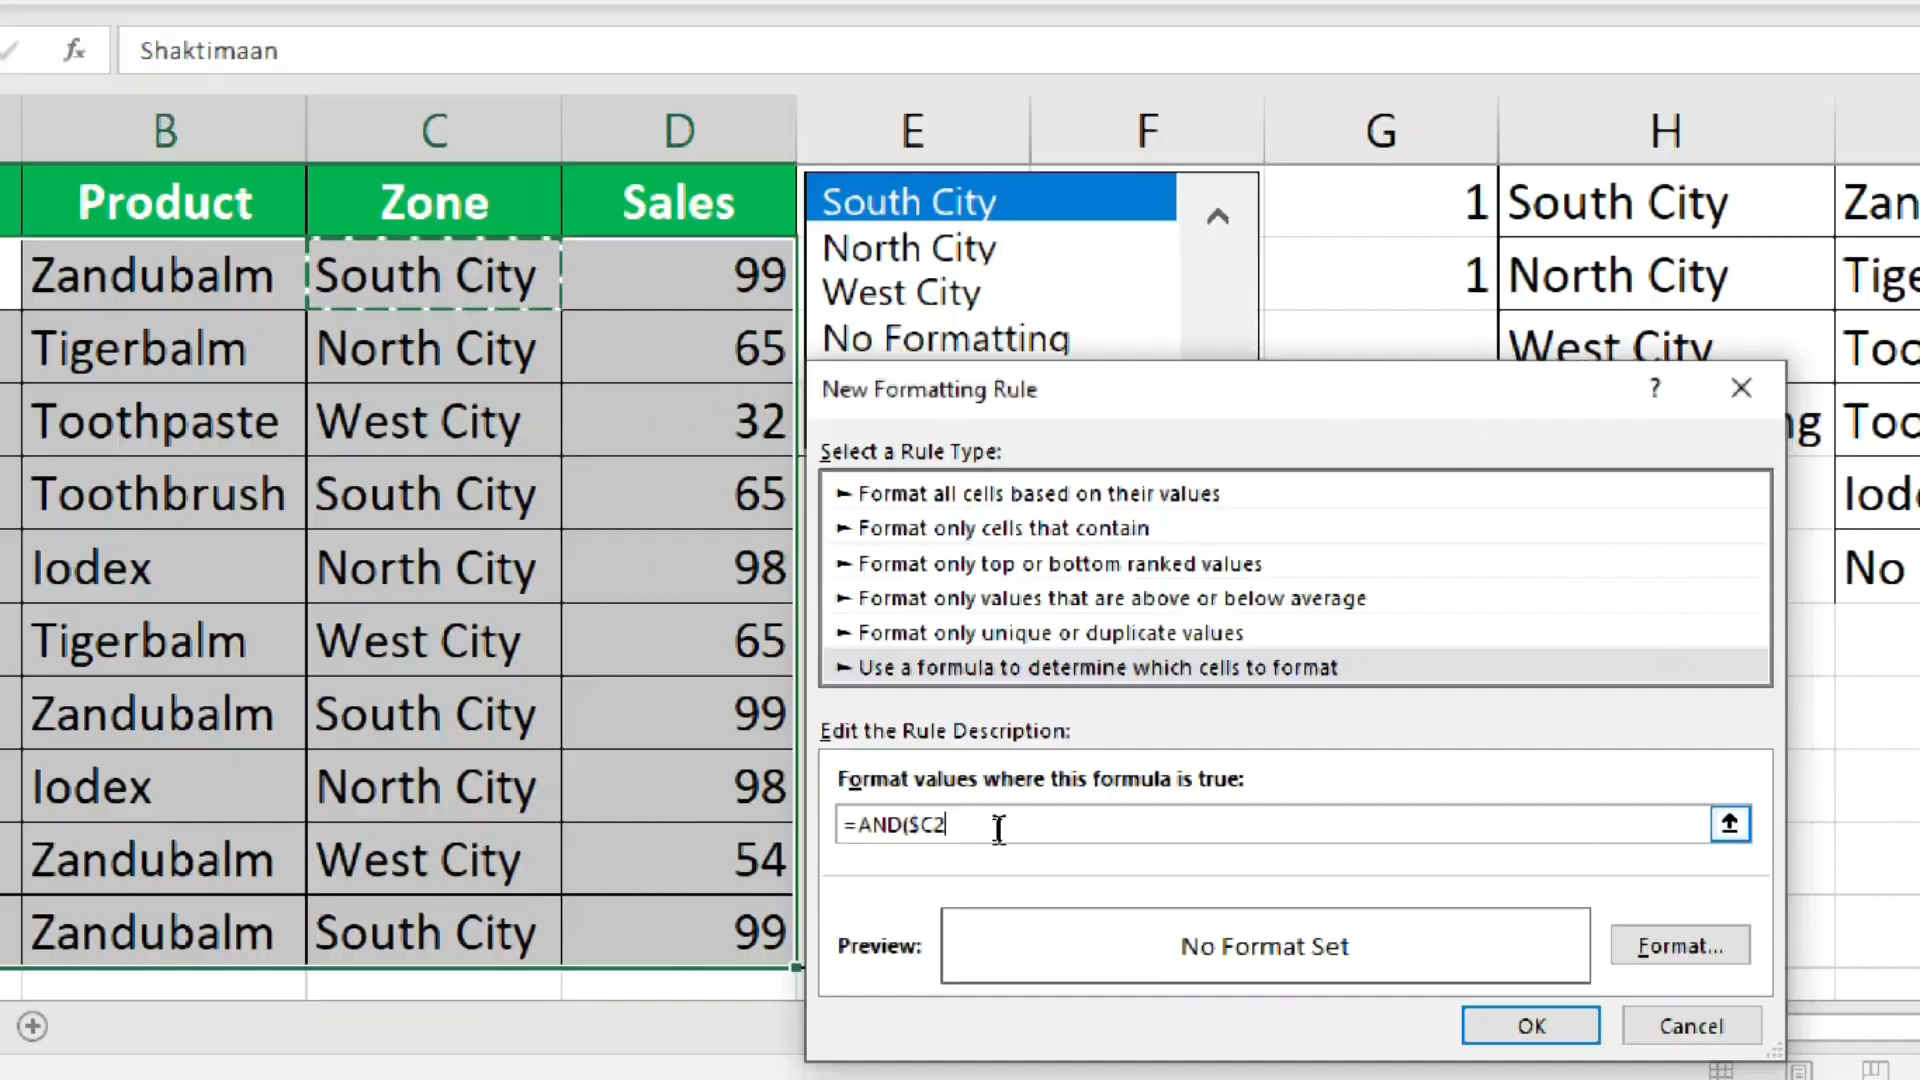 fx Shaktimaan
B C D E F G H
Product Zone Sales
Zandubalm South City 99
Tigerbalm North City 65
Toothpaste West City 32
Toothbrush South City 65
Iodex North City 98
Tigerbalm West City 65
Zandubalm South City 99
Iodex North City 98
Zandubalm West City 54
Zandubalm South City 99
South City
North City
West City
No Formatting
1 South City Zan
1 North City Tige
West City Too
ng Too
Iod
No
New Formatting Rule ? ×
Select a Rule Type:
► Format all cells based on their values
► Format only cells that contain
► Format only top or bottom ranked values
► Format only values that are above or below average
► Format only unique or duplicate values
► Use a formula to determine which cells to format
Edit the Rule Description:
Format values where this formula is true:
=AND($C2
Preview: No Format Set Format...
OK Cancel